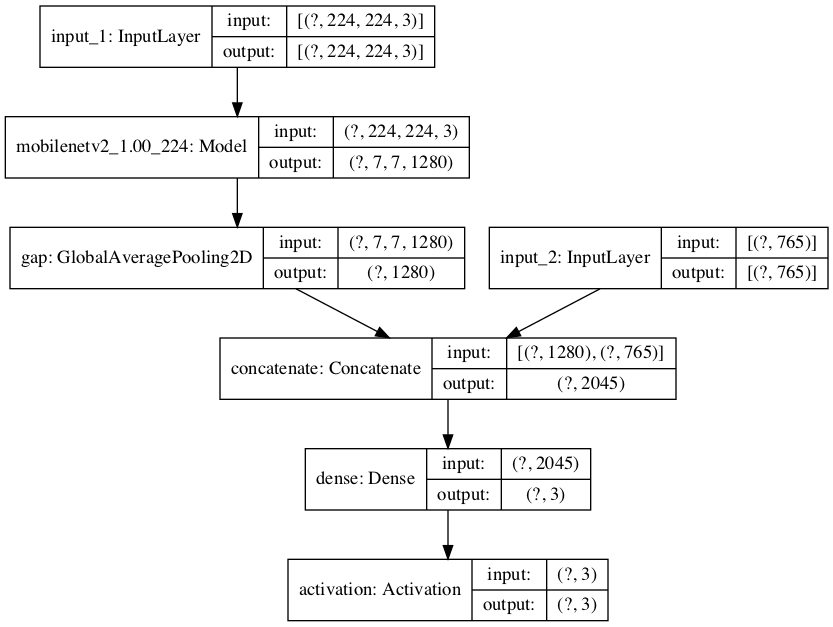 input_1: InputLayer
input:
[(?, 224, 224, 3)]
output:
[(?, 224, 224, 3)]
mobilenetv2_1.00_224: Model
input:
(?, 224, 224, 3)
output:
(?, 7, 7, 1280)
gap: GlobalAveragePooling2D
input:
(?, 7, 7, 1280)
output:
(?, 1280)
input_2: InputLayer
input:
[(?, 765)]
output:
[(?, 765)]
concatenate: Concatenate
input:
[(?, 1280), (?, 765)]
output:
(?, 2045)
dense: Dense
input:
(?, 2045)
output:
(?, 3)
activation: Activation
input:
(?, 3)
output:
(?, 3)